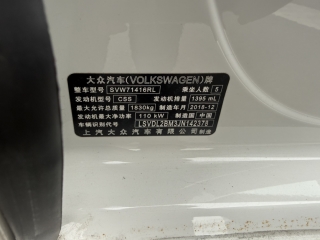 大众汽车(VOLKSWAGEN)牌
整车型号 SVW71416RL 乘坐人数 5
发动机型号 CSS 发动机排量 1395 mL
最大允许总质量 1830kg 制造年月 2018-12
发动机最大净功率 110 kW 制造国 中国
车辆识别代号 LSVDL2BM3JN142378
上汽大众汽车有限公司 制造